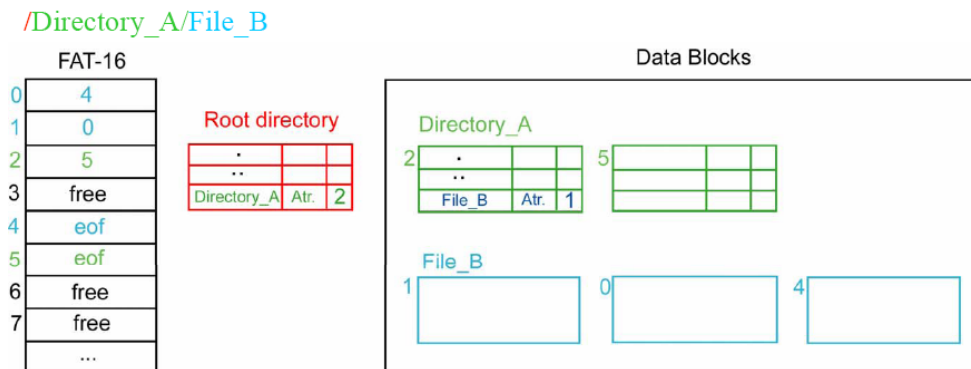 /Directory_A/File_B
FAT-16
Data Blocks
0 4
1 0
2 5
3 free
4 eof
5 eof
6 free
7 free
...
Root directory
.
..
Directory_A Atr. 2
Directory_A
2 .
..
File_B Atr. 1
5
File_B
1
0
4